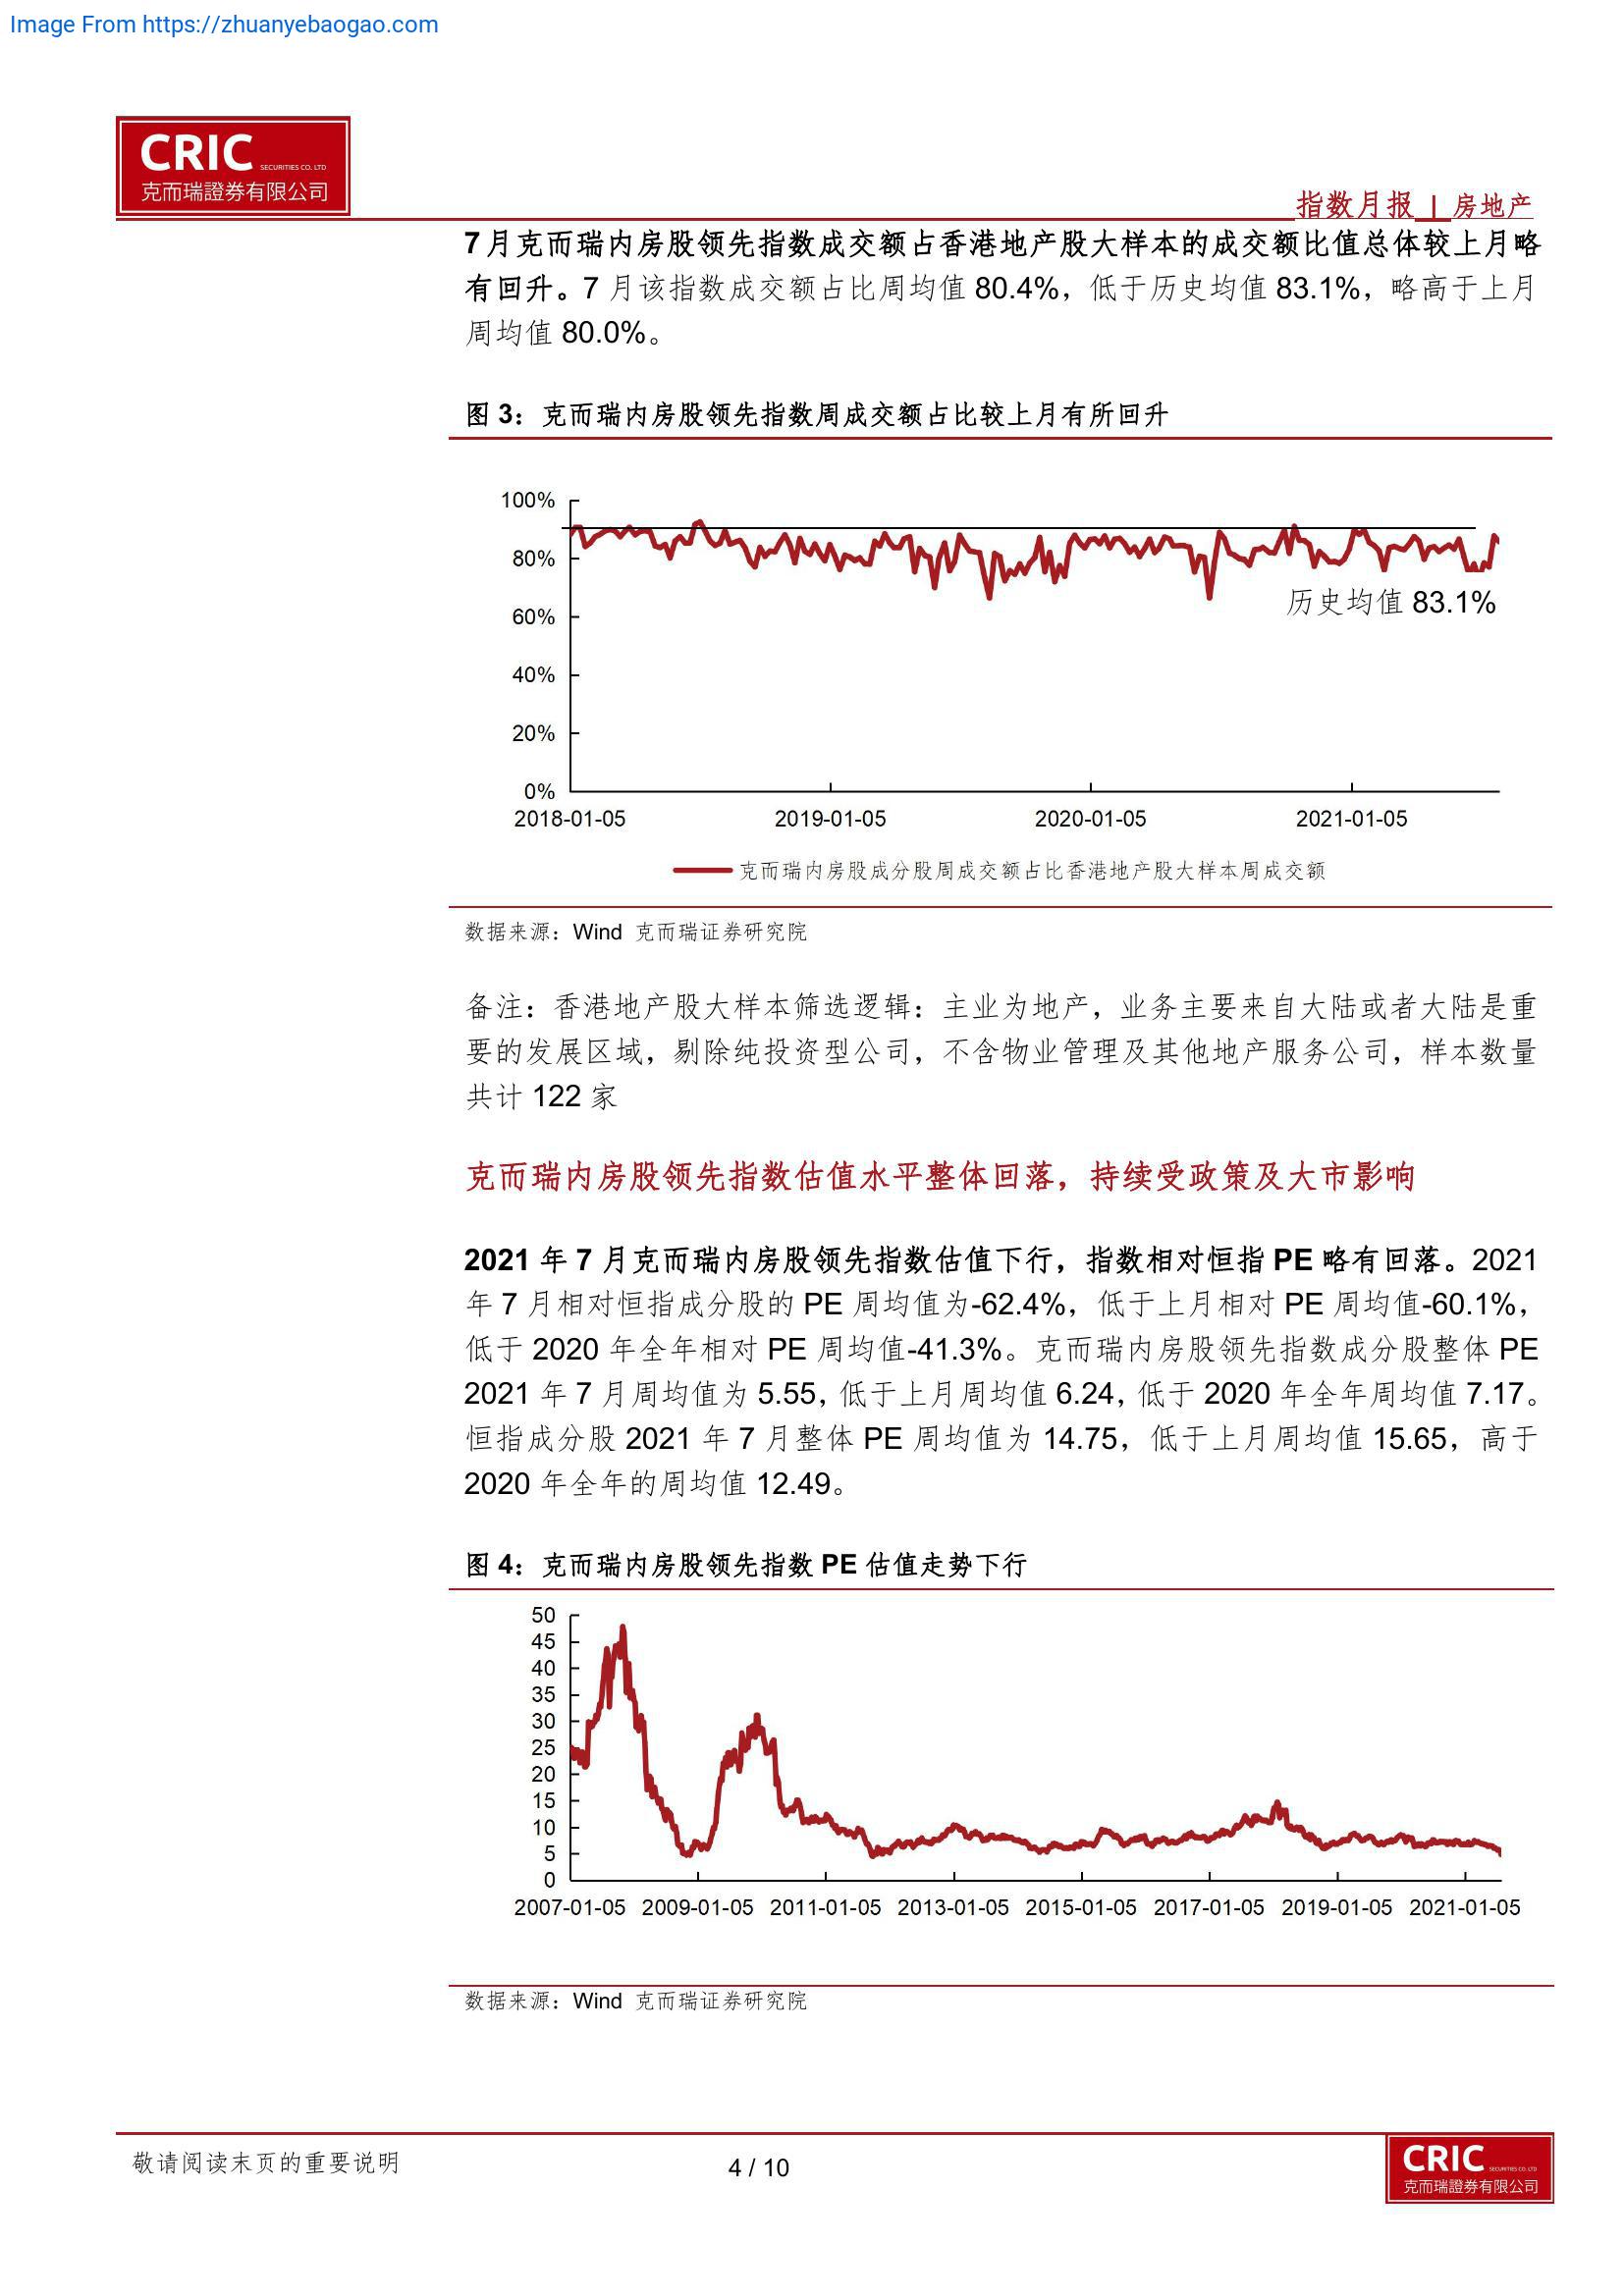 Image From https://zhuanyebaogao.com
CRIC SECURITIES CO. LTD
克而瑞證券有限公司
指数月报 | 房地产
7月克而瑞内房股领先指数成交额占香港地产股大样本的成交额比值总体较上月略
有回升。7 月该指数成交额占比周均值 80.4%，低于历史均值 83.1%，略高于上月
周均值 80.0%。
图 3：克而瑞内房股领先指数周成交额占比较上月有所回升
100%
80%
历史均值 83.1%
60%
40%
20%
0%
2018-01-05 2019-01-05 2020-01-05 2021-01-05
克而瑞内房股成分股周成交额占比香港地产股大样本周成交额
数据来源：Wind 克而瑞证券研究院
备注：香港地产股大样本筛选逻辑：主业为地产，业务主要来自大陆或者大陆是重
要的发展区域，剔除纯投资型公司，不含物业管理及其他地产服务公司，样本数量
共计 122 家
克而瑞内房股领先指数估值水平整体回落，持续受政策及大市影响
2021 年 7 月克而瑞内房股领先指数估值下行，指数相对恒指 PE 略有回落。2021
年 7 月相对恒指成分股的 PE 周均值为-62.4%，低于上月相对 PE 周均值-60.1%，
低于 2020 年全年相对 PE 周均值-41.3%。克而瑞内房股领先指数成分股整体 PE
2021 年 7 月周均值为 5.55，低于上月周均值 6.24，低于 2020 年全年周均值 7.17。
恒指成分股 2021 年 7 月整体 PE 周均值为 14.75，低于上月周均值 15.65，高于
2020 年全年的周均值 12.49。
图 4：克而瑞内房股领先指数 PE 估值走势下行
50
45
40
35
30
25
20
15
10
5
0
2007-01-05 2009-01-05 2011-01-05 2013-01-05 2015-01-05 2017-01-05 2019-01-05 2021-01-05
数据来源：Wind 克而瑞证券研究院
敬请阅读末页的重要说明
4 / 10
CRIC SECURITIES CO. LTD
克而瑞證券有限公司